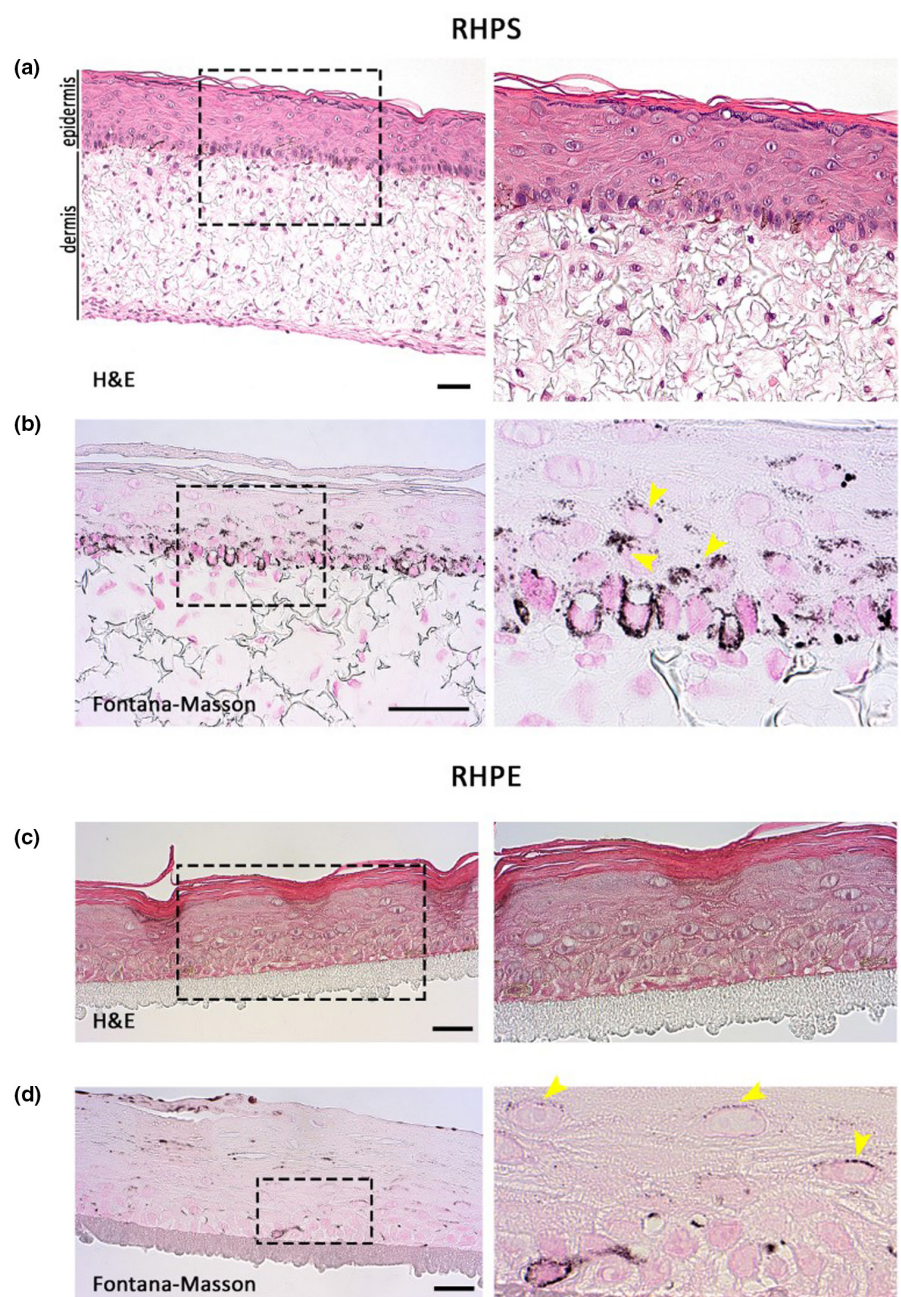 RHPS
(a)
epidermis
dermis
H&E
(b)
Fontana-Masson
RHPE
(c)
H&E
(d)
Fontana-Masson